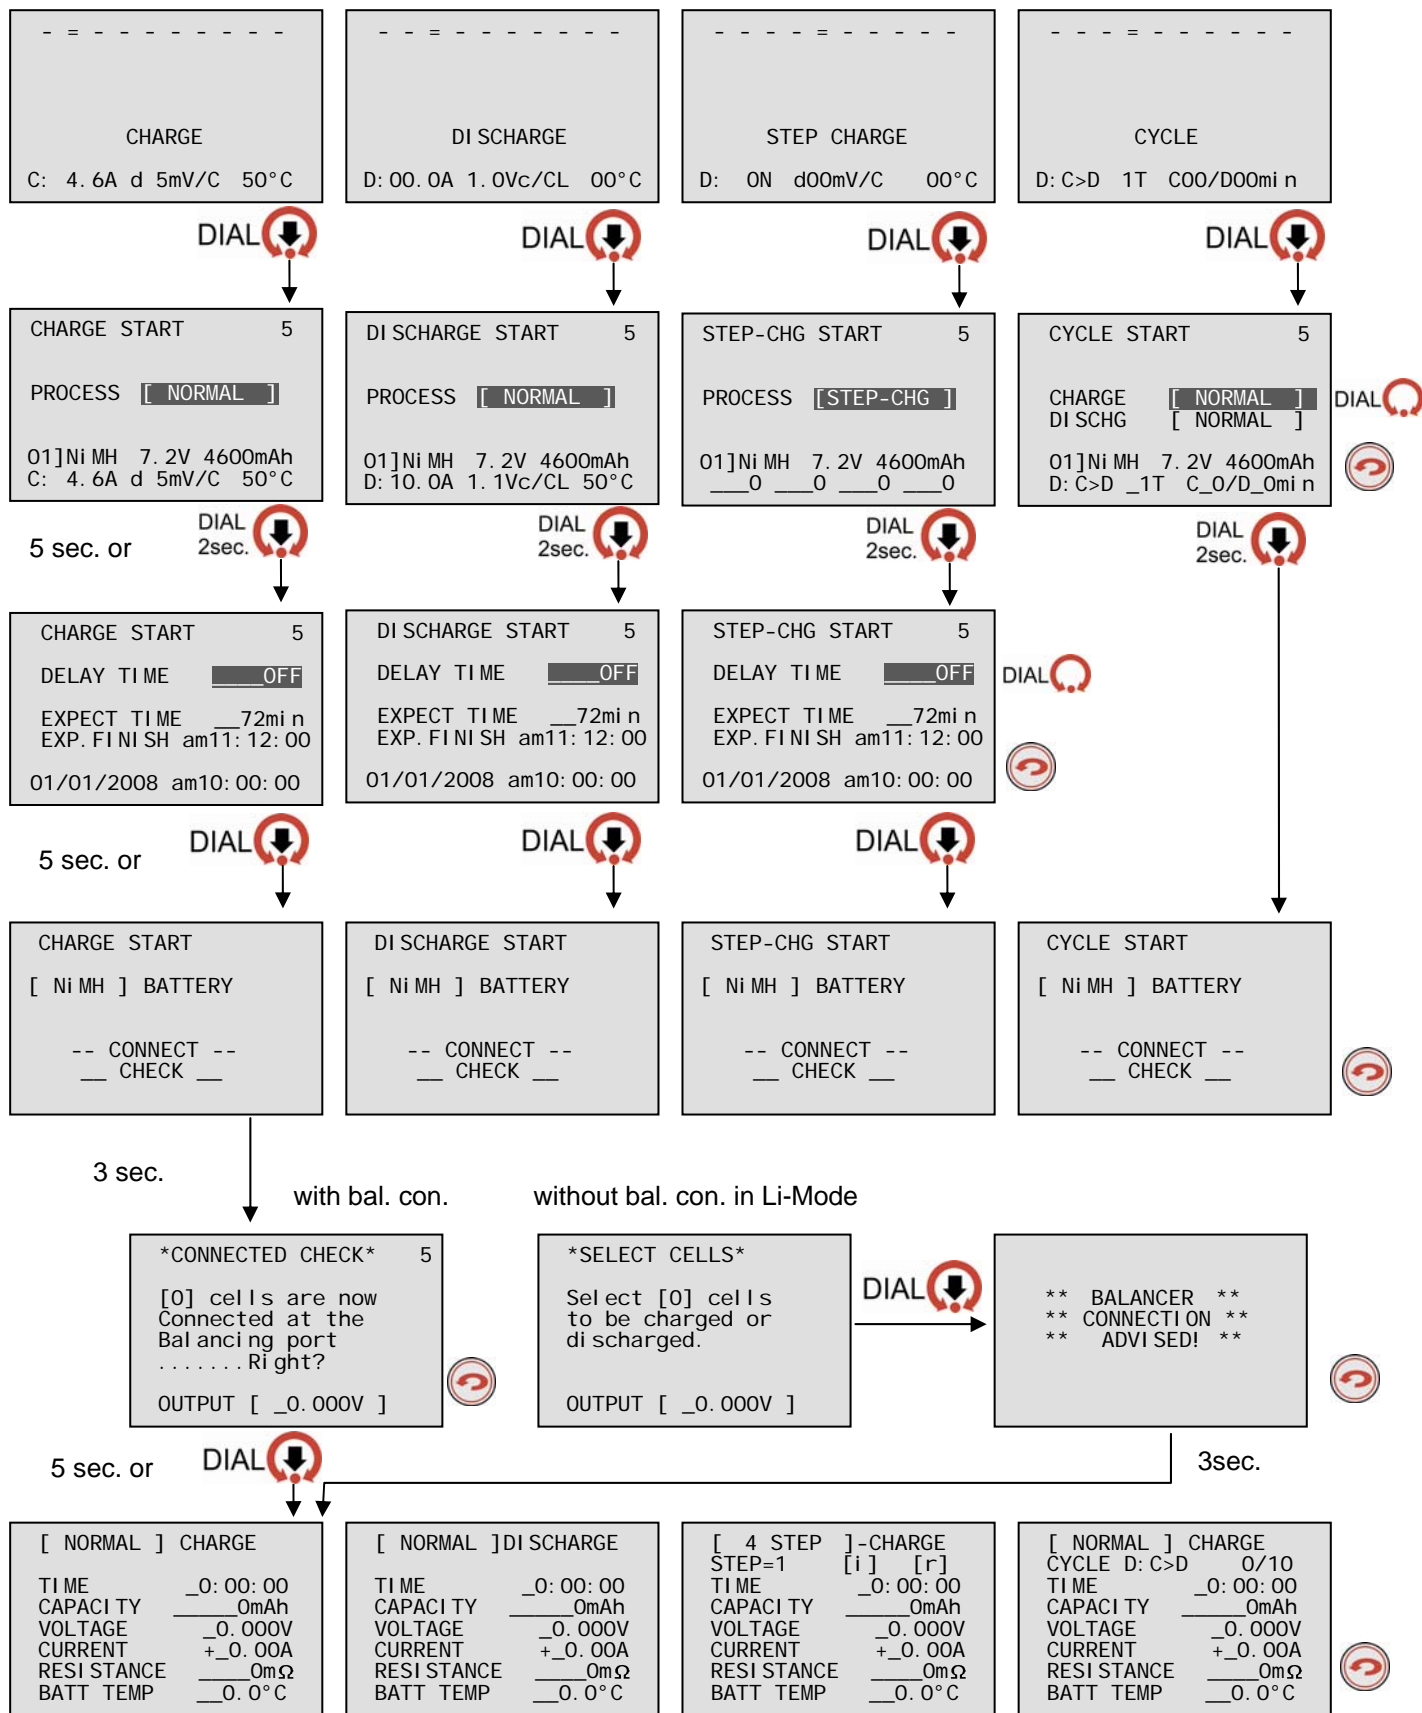 - = - - - - - - - -
CHARGE
C: 4.6A d 5mV/C 50°C
- - = - - - - - - -
DISCHARGE
D:00.0A 1.0Vc/CL 00°C
- - - - = - - - - -
STEP CHARGE
D: ON d00mV/C 00°C
- - - = - - - - - -
CYCLE
D:C>D 1T C00/D00min
DIAL
DIAL
DIAL
DIAL
CHARGE START 5
PROCESS [ NORMAL ]
01]NiMH 7.2V 4600mAh
C: 4.6A d 5mV/C 50°C
DISCHARGE START 5
PROCESS [ NORMAL ]
01]NiMH 7.2V 4600mAh
D:10.0A 1.1Vc/CL 50°C
STEP-CHG START 5
PROCESS [STEP-CHG ]
01]NiMH 7.2V 4600mAh
___0 ___0 ___0 ___0
CYCLE START 5
CHARGE [ NORMAL ]
DISCHG [ NORMAL ]
01]NiMH 7.2V 4600mAh
D:C>D _1T C_0/D_0min
DIAL
5 sec. or
DIAL
2sec.
DIAL
2sec.
DIAL
2sec.
DIAL
2sec.
CHARGE START 5
DELAY TIME ____OFF
EXPECT TIME __72min
EXP.FINISH am11:12:00
01/01/2008 am10:00:00
DISCHARGE START 5
DELAY TIME ____OFF
EXPECT TIME __72min
EXP.FINISH am11:12:00
01/01/2008 am10:00:00
STEP-CHG START 5
DELAY TIME ____OFF
EXPECT TIME __72min
EXP.FINISH am11:12:00
01/01/2008 am10:00:00
DIAL
5 sec. or
DIAL
DIAL
DIAL
CHARGE START
[ NiMH ] BATTERY
-- CONNECT --
__ CHECK __
DISCHARGE START
[ NiMH ] BATTERY
-- CONNECT --
__ CHECK __
STEP-CHG START
[ NiMH ] BATTERY
-- CONNECT --
__ CHECK __
CYCLE START
[ NiMH ] BATTERY
-- CONNECT --
__ CHECK __
3 sec.
with bal. con.
without bal. con. in Li-Mode
*CONNECTED CHECK* 5
[0] cells are now
Connected at the
Balancing port
.......Right?
OUTPUT [ _0.000V ]
*SELECT CELLS*
Select [0] cells
to be charged or
discharged.
OUTPUT [ _0.000V ]
DIAL
** BALANCER **
** CONNECTION **
** ADVISED! **
5 sec. or
DIAL
3sec.
[ NORMAL ] CHARGE
TIME _0:00:00
CAPACITY _____0mAh
VOLTAGE _0.000V
CURRENT +_0.00A
RESISTANCE ____0mΩ
BATT TEMP __0.0°C
[ NORMAL ]DISCHARGE
TIME _0:00:00
CAPACITY _____0mAh
VOLTAGE _0.000V
CURRENT +_0.00A
RESISTANCE ____0mΩ
BATT TEMP __0.0°C
[ 4 STEP ]-CHARGE
STEP=1 [i] [r]
TIME _0:00:00
CAPACITY _____0mAh
VOLTAGE _0.000V
CURRENT +_0.00A
RESISTANCE ____0mΩ
BATT TEMP __0.0°C
[ NORMAL ] CHARGE
CYCLE D:C>D 0/10
TIME _0:00:00
CAPACITY _____0mAh
VOLTAGE _0.000V
CURRENT +_0.00A
RESISTANCE ____0mΩ
BATT TEMP __0.0°C